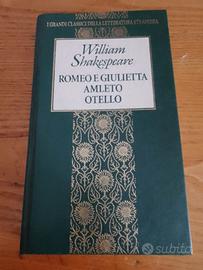 I GRANDI CLASSICI DELLA LETTERATURA STRANIERA
William
Shakespeare
ROMEO E GIULIETTA
AMLETO
OTELLO
subito